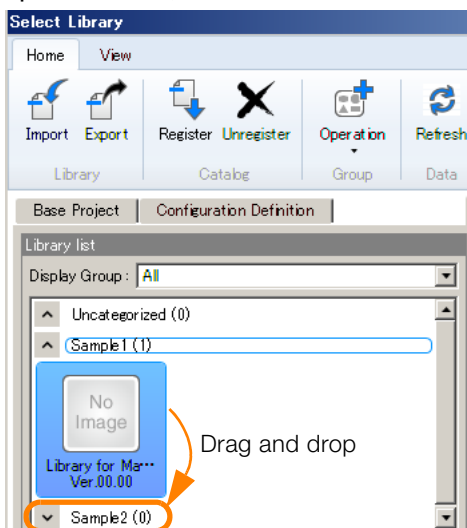 Select Library
Home View
Import Export Register Unregister Operation Refresh
Library Catalog Group Data
Base Project Configuration Definition
Library list
Display Group : All
Uncategorized (0)
Sample1 (1)
No
Image
Drag and drop
Library for Ma···
Ver.00.00
Sample2 (0)